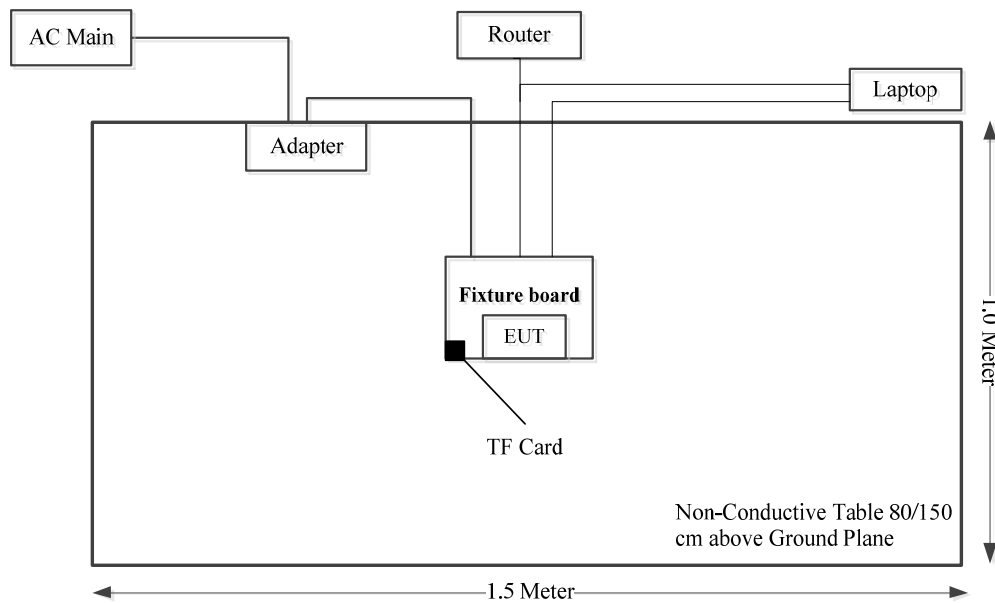 AC Main
Router
Laptop
Adapter
Fixture board
EUT
TF Card
1.0 Meter
Non-Conductive Table 80/150
cm above Ground Plane
1.5 Meter